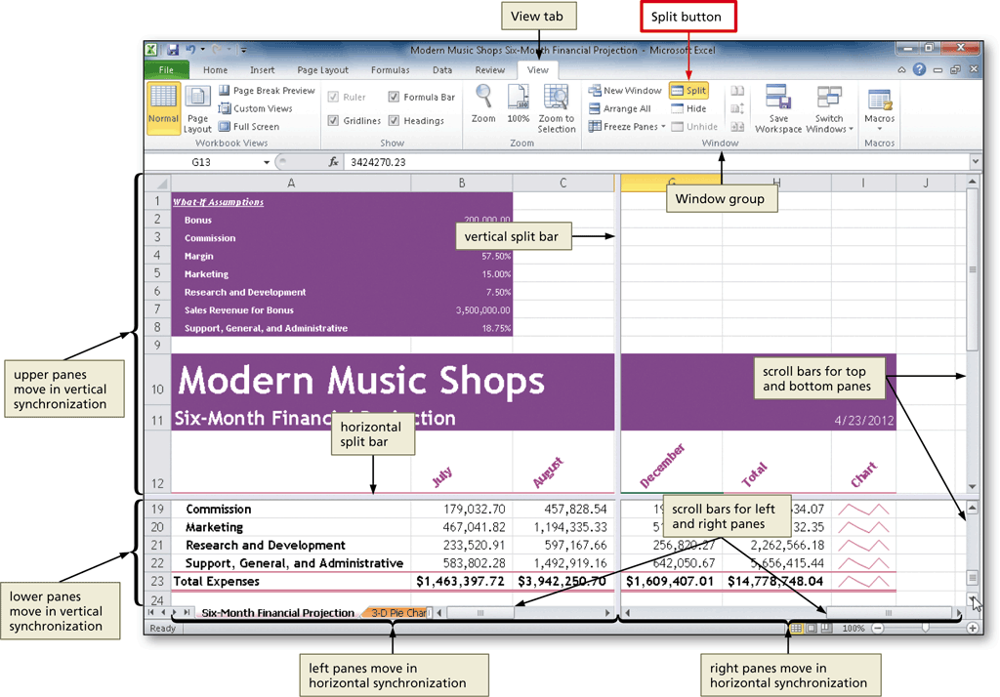 View tab
Split button
Modern Music Shops Six-Month Financial Projection - Microsoft Excel
File Home Insert Page Layout Formulas Data Review View
Normal
Page Layout
Page Break Preview
Custom Views
Full Screen
Workbook Views
Ruler
Formula Bar
Gridlines
Headings
Show
Zoom
100%
Zoom to Selection
Zoom
New Window
Arrange All
Freeze Panes
Split
Hide
Unhide
Save Workspace
Switch Windows
Window
Macros
Macros
G13 fx 3424270.23
Window group
A B C G H I J
1 What-If Assumptions
2 Bonus 200,000.00
vertical split bar
3 Commission
4 Margin 57.50%
5 Marketing 15.00%
6 Research and Development 7.50%
7 Sales Revenue for Bonus 3,500,000.00
8 Support, General, and Administrative 18.75%
9
upper panes
move in vertical
synchronization
scroll bars for top
and bottom panes
10 Modern Music Shops
11 Six-Month Financial Projection 4/23/2012
horizontal
split bar
12 July August December Total Chart
19 Commission 179,032.70 457,828.54
scroll bars for left
and right panes
20 Marketing 467,041.82 1,194,335.33
21 Research and Development 233,520.91 597,167.66 256,820.27 2,262,566.18
22 Support, General, and Administrative 583,802.28 1,492,919.16 642,050.67 5,656,415.44
23 Total Expenses $1,463,397.72 $3,942,250.70 $1,609,407.01 $14,778,748.04
24
lower panes
move in vertical
synchronization
Six-Month Financial Projection 3-D Pie Char
Ready 100%
left panes move in
horizontal synchronization
right panes move in
horizontal synchronization